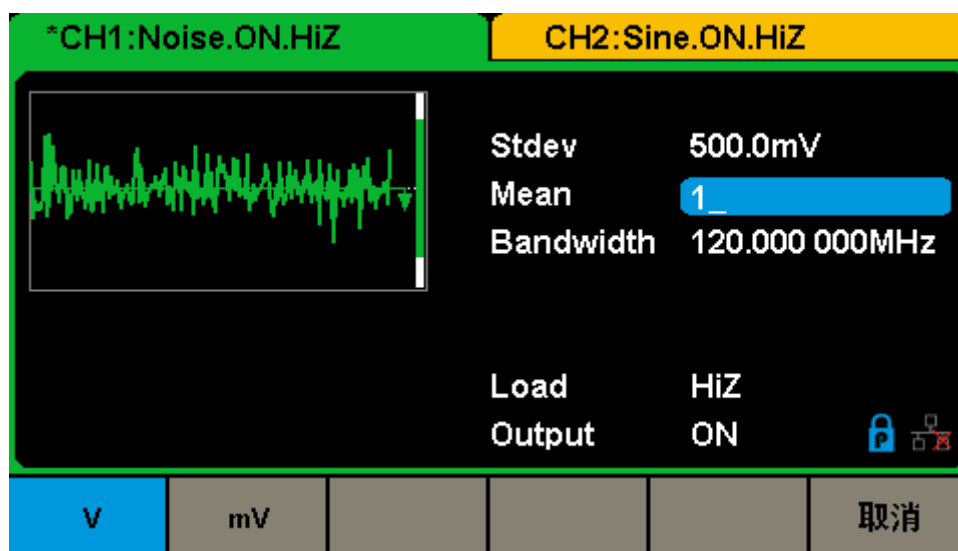 *CH1:Noise.ON.HiZ CH2:Sine.ON.HiZ
Stdev 500.0mV
Mean 1_
Bandwidth 120.000 000MHz
Load HiZ
Output ON
V mV 取消